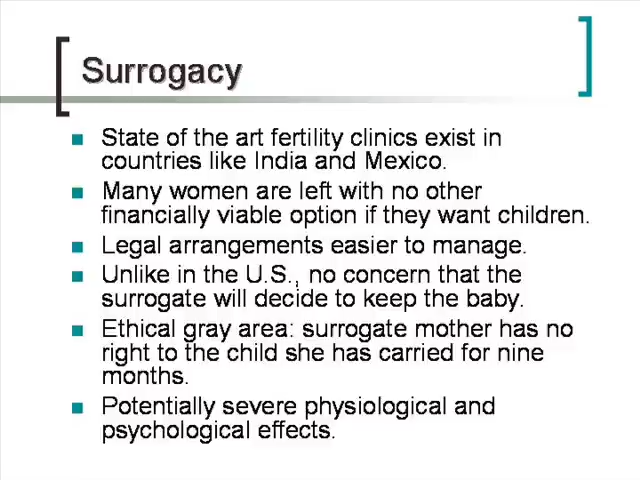 Surrogacy
State of the art fertility clinics exist in
countries like India and Mexico.
Many women are left with no other
financially viable option if they want children.
Legal arrangements easier to manage.
Unlike in the U.S., no concern that the
surrogate will decide to keep the baby.
Ethical gray area: surrogate mother has no
right to the child she has carried for nine
months.
Potentially severe physiological and
psychological effects.